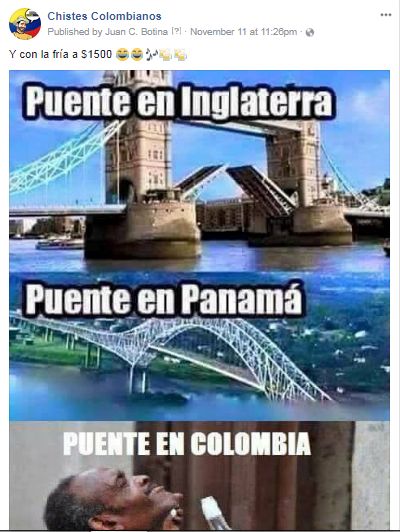 Chistes Colombianos
Published by Juan C. Botina [?] · November 11 at 11:26pm ·
Y con la fría a $1500 😂😂🎶🍻🍻
Puente en Inglaterra
Puente en Panamá
PUENTE EN COLOMBIA